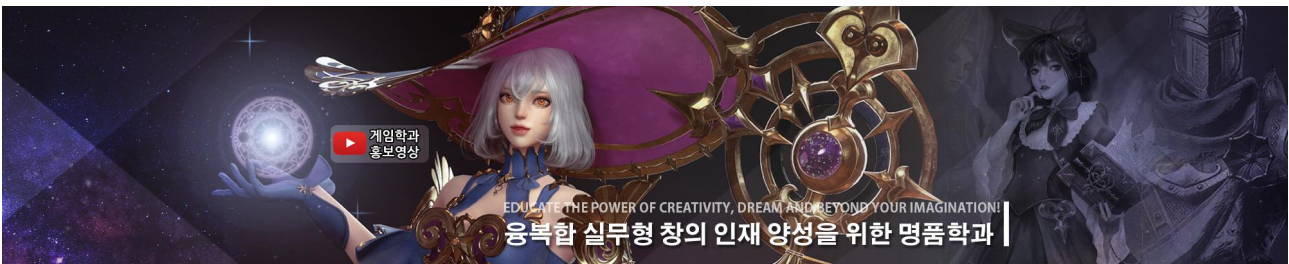 게임학과
홍보영상
EDUCATE THE POWER OF CREATIVITY, DREAM AND BEYOND YOUR IMAGINATION!
융복합 실무형 창의 인재 양성을 위한 명품학과